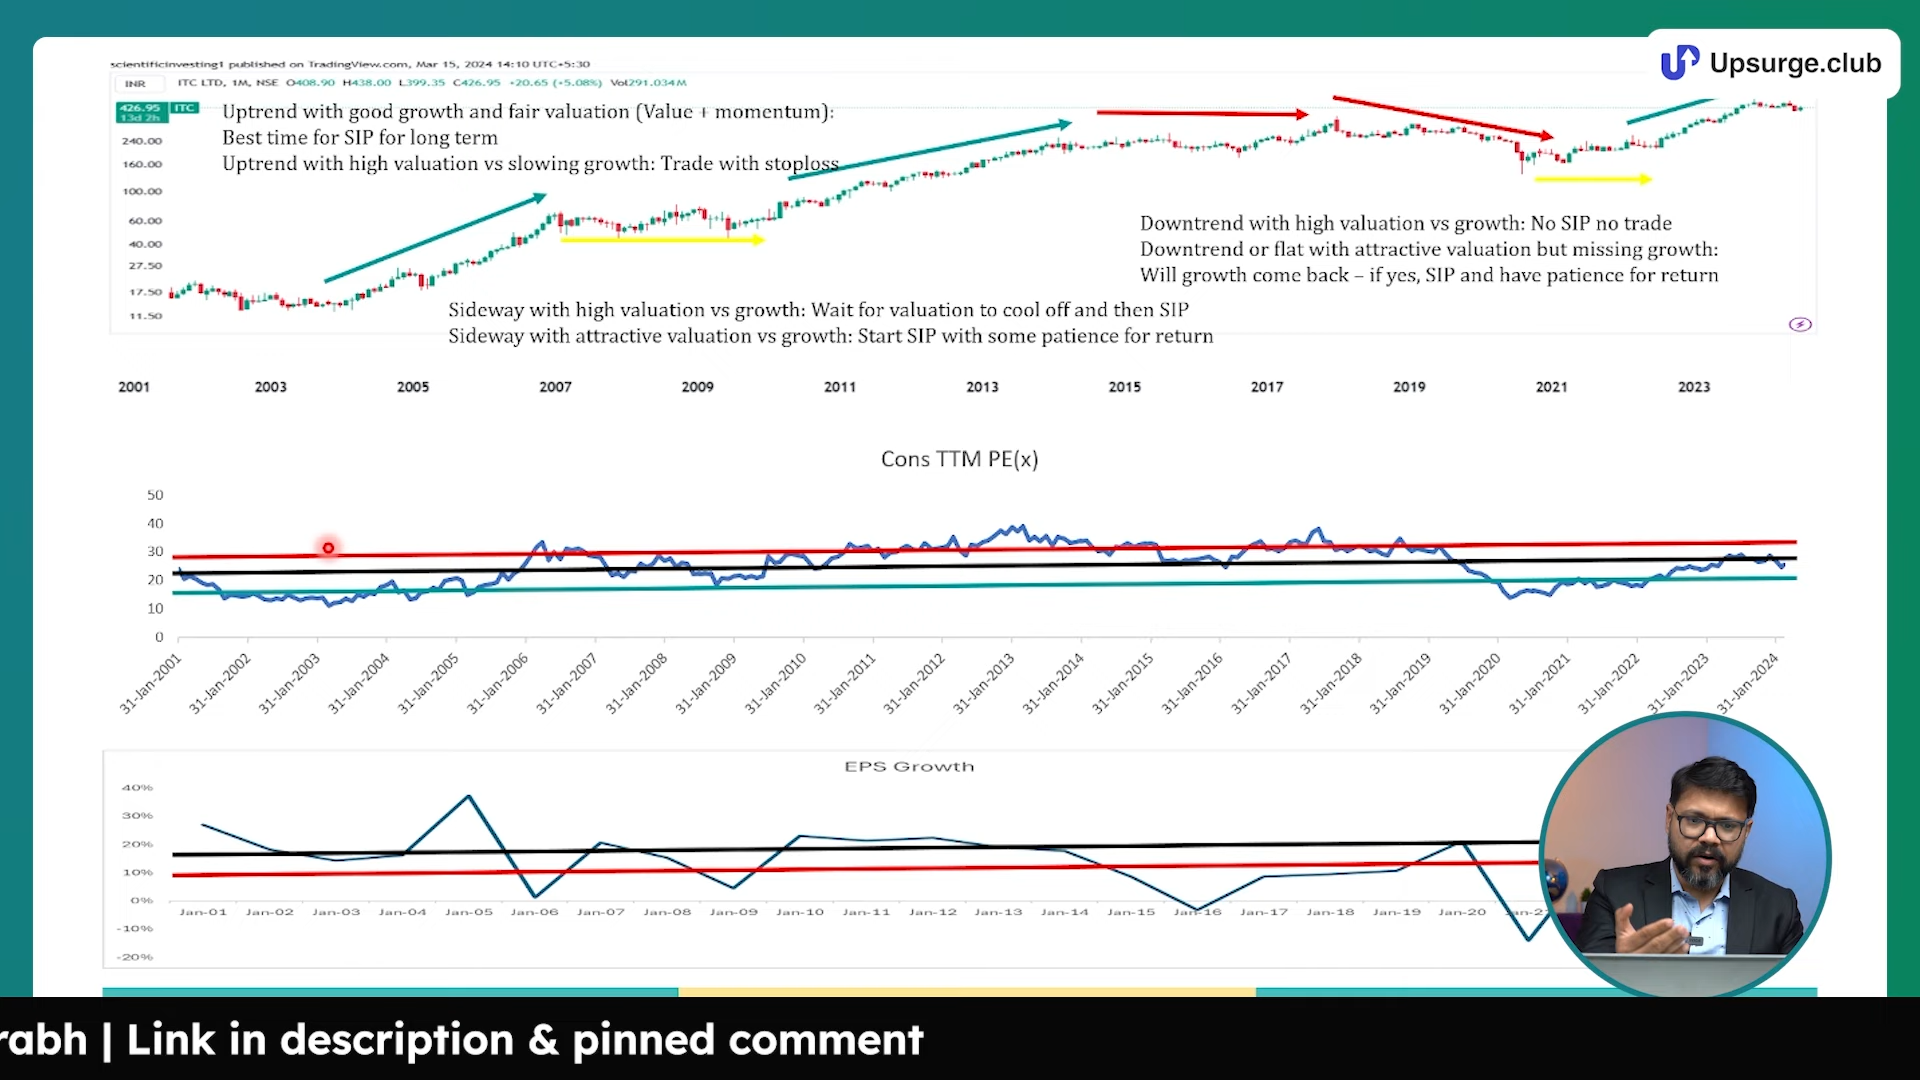 scientificinvesting1 published on TradingView.com, Mar 15, 2024 14:10 UTC+5:30
Upsurge.club
INR ITC LTD, 1M, NSE O408.90 H438.00 L399.35 C426.95 +20.65 (+5.08%) Vol291.034M
426.95 ITC
13d 2h
Uptrend with good growth and fair valuation (Value + momentum):
Best time for SIP for long term
Uptrend with high valuation vs slowing growth: Trade with stoploss
240.00
160.00
100.00
60.00
40.00
27.50
17.50
11.50
Downtrend with high valuation vs growth: No SIP no trade
Downtrend or flat with attractive valuation but missing growth:
Will growth come back – if yes, SIP and have patience for return
Sideway with high valuation vs growth: Wait for valuation to cool off and then SIP
Sideway with attractive valuation vs growth: Start SIP with some patience for return
2001 2003 2005 2007 2009 2011 2013 2015 2017 2019 2021 2023
Cons TTM PE(x)
50
40
30
20
10
0
31-Jan-2001 31-Jan-2002 31-Jan-2003 31-Jan-2004 31-Jan-2005 31-Jan-2006 31-Jan-2007 31-Jan-2008 31-Jan-2009 31-Jan-2010 31-Jan-2011 31-Jan-2012 31-Jan-2013 31-Jan-2014 31-Jan-2015 31-Jan-2016 31-Jan-2017 31-Jan-2018 31-Jan-2019 31-Jan-2020 31-Jan-2021 31-Jan-2022 31-Jan-2023 31-Jan-2024
EPS Growth
40%
30%
20%
10%
0%
-10%
-20%
Jan-01 Jan-02 Jan-03 Jan-04 Jan-05 Jan-06 Jan-07 Jan-08 Jan-09 Jan-10 Jan-11 Jan-12 Jan-13 Jan-14 Jan-15 Jan-16 Jan-17 Jan-18 Jan-19 Jan-20
rabh | Link in description & pinned comment